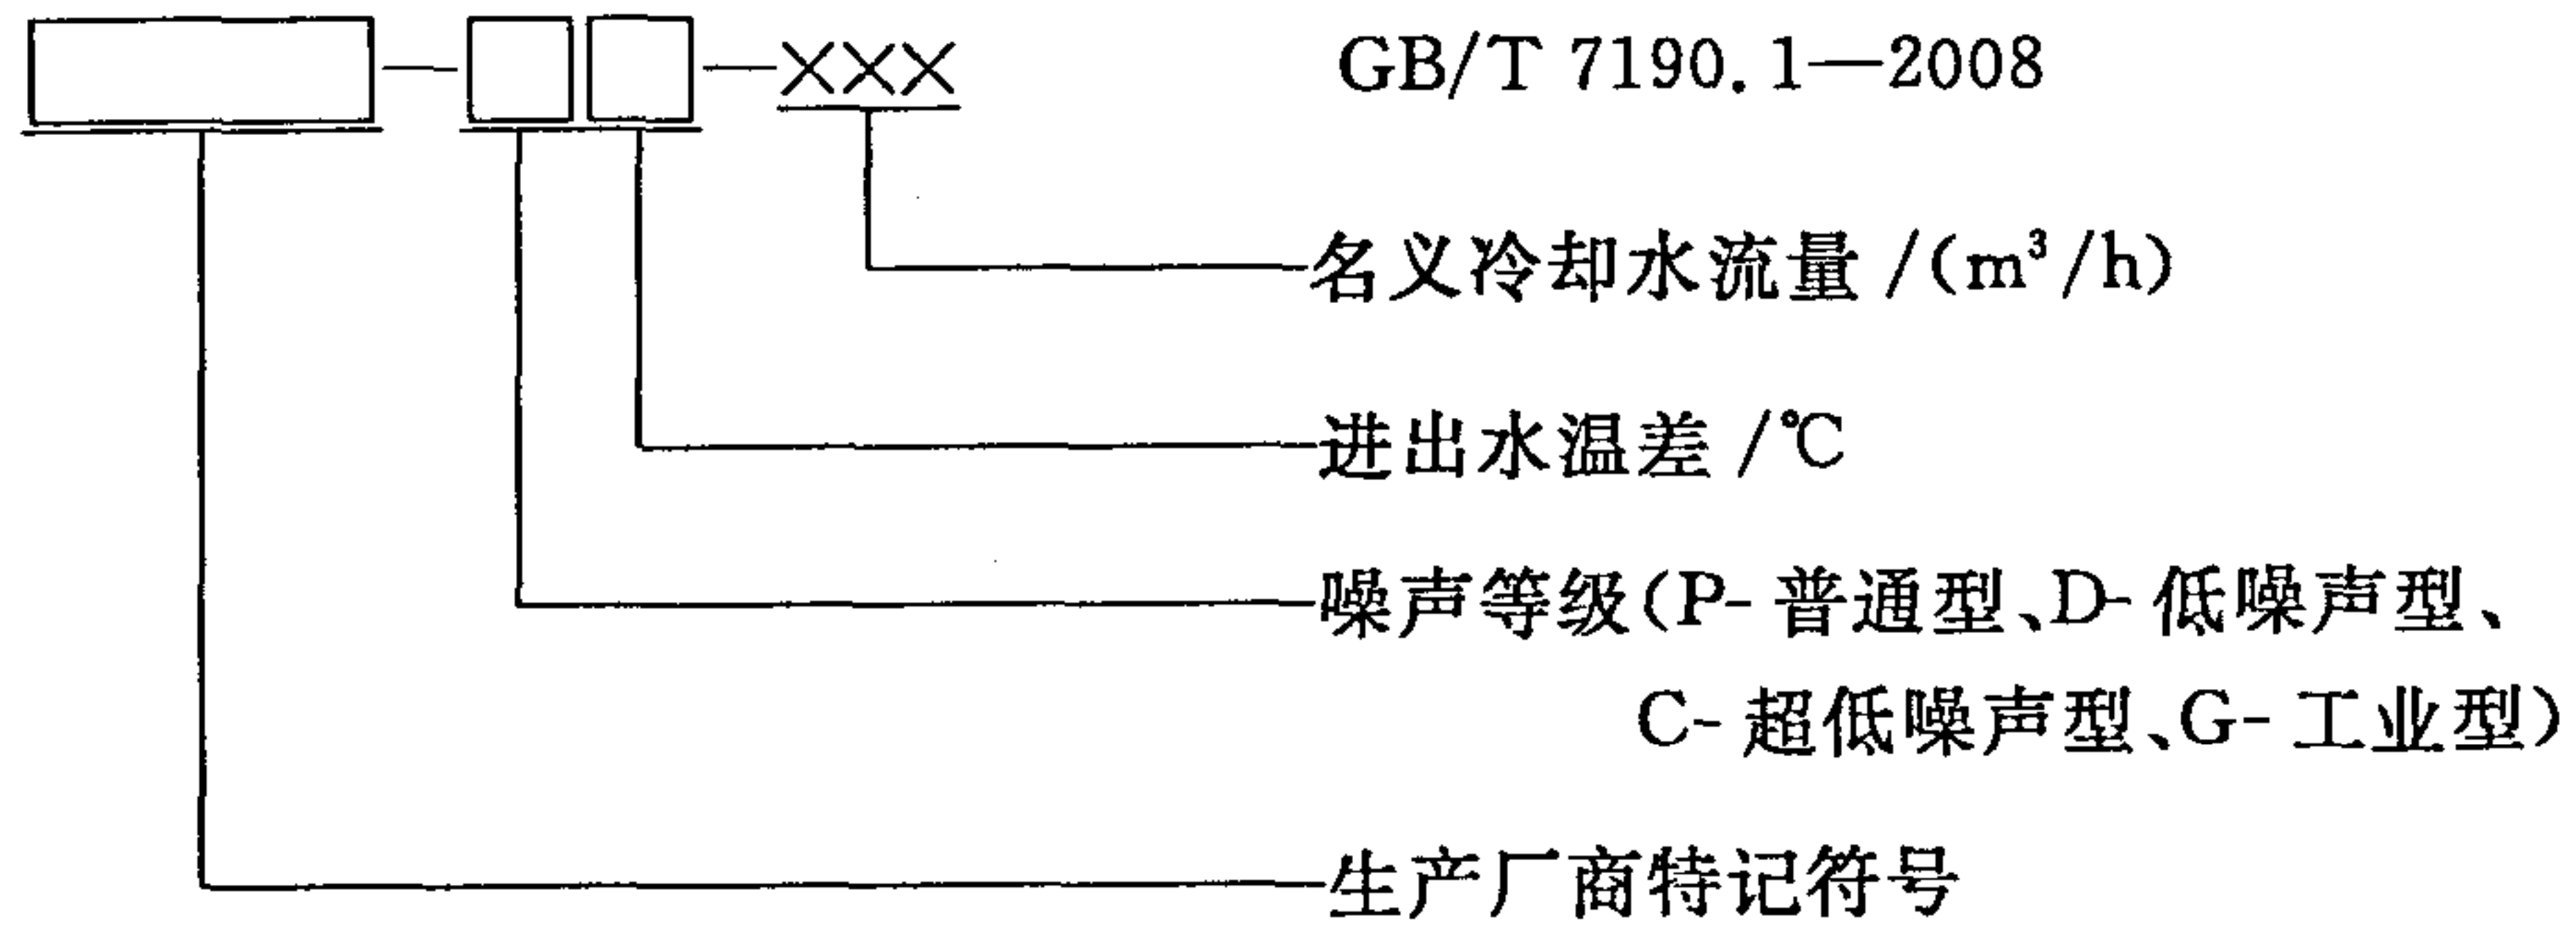 ×××
GB/T 7190.1—2008
名义冷却水流量/(m³/h)
进出水温差/℃
噪声等级(P-普通型、D-低噪声型、
C-超低噪声型、G-工业型)
生产厂商特记符号